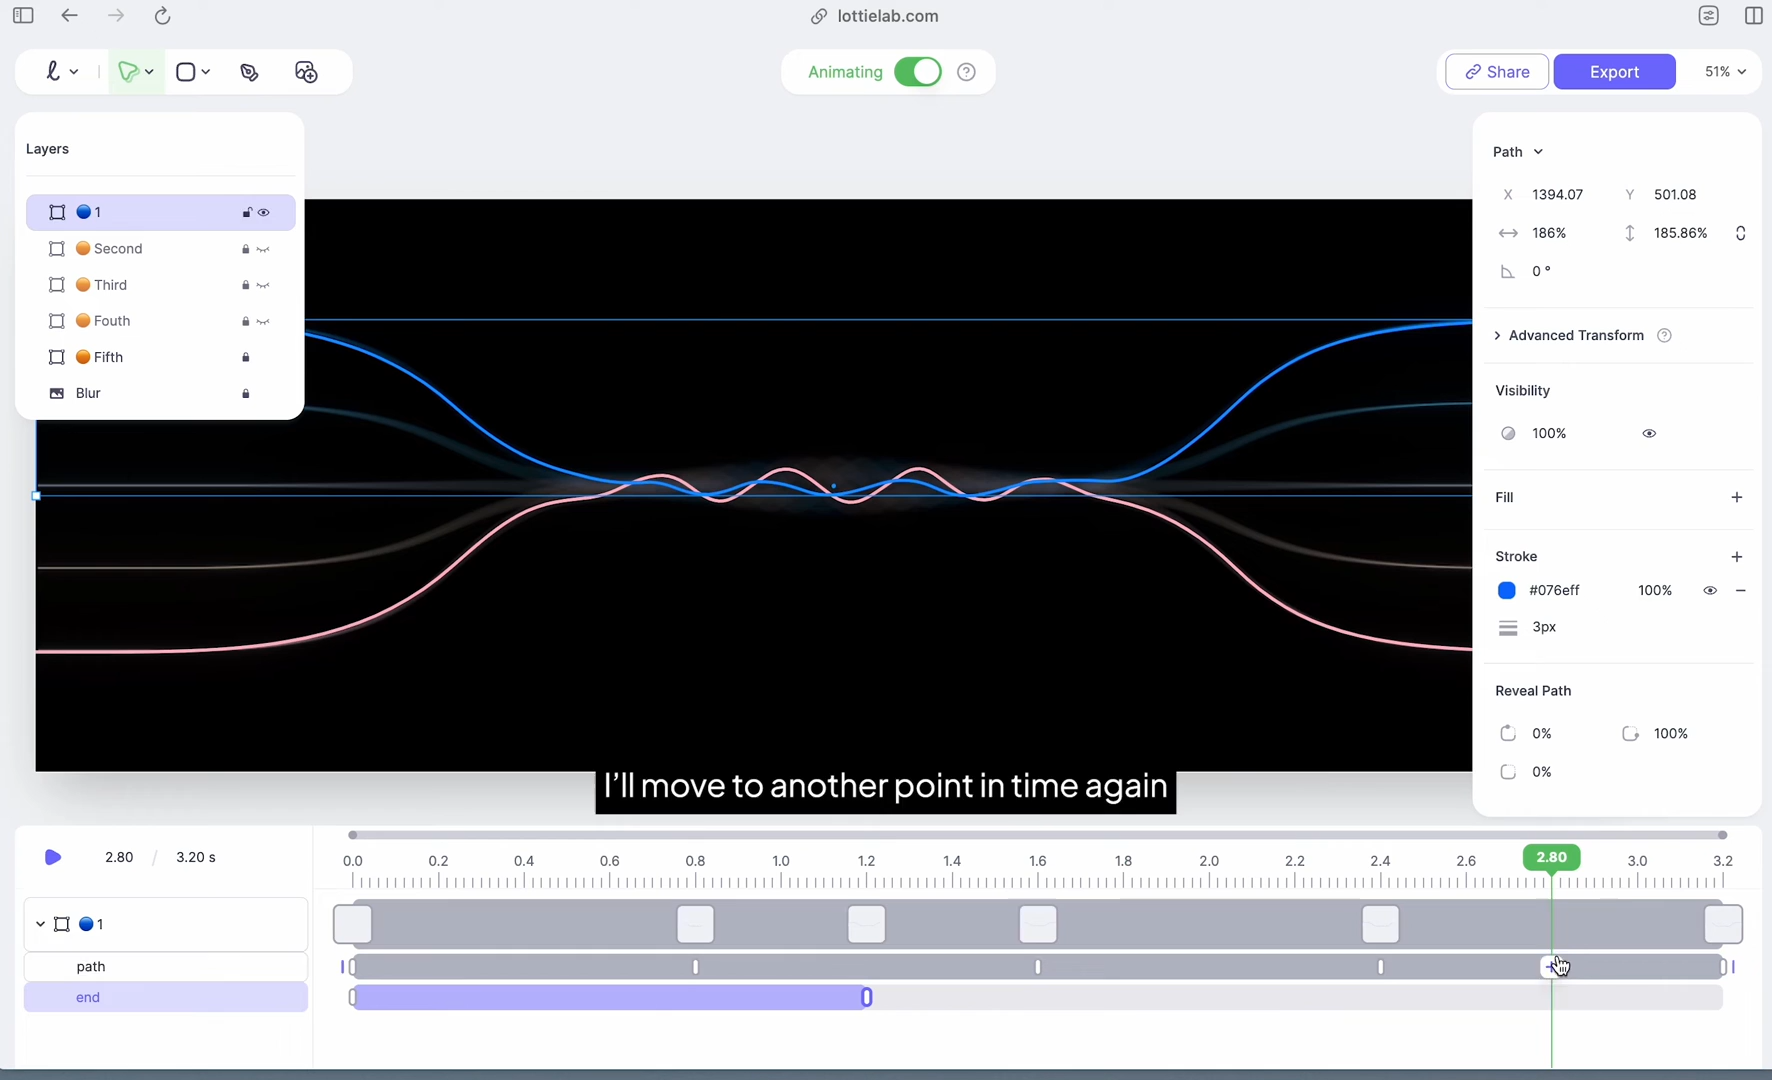 lottielab.com
Animating
Share
Export
51%
Layers
1
Second
Third
Fouth
Fifth
Blur
Path
X 1394.07 Y 501.08
186% 185.86%
0 °
Advanced Transform
Visibility
100%
Fill
Stroke
#076eff 100%
3px
Reveal Path
0% 100%
0%
I'll move to another point in time again
2.80 / 3.20 s
0.0 0.2 0.4 0.6 0.8 1.0 1.2 1.4 1.6 1.8 2.0 2.2 2.4 2.6 2.80 3.0 3.2
1
path
end